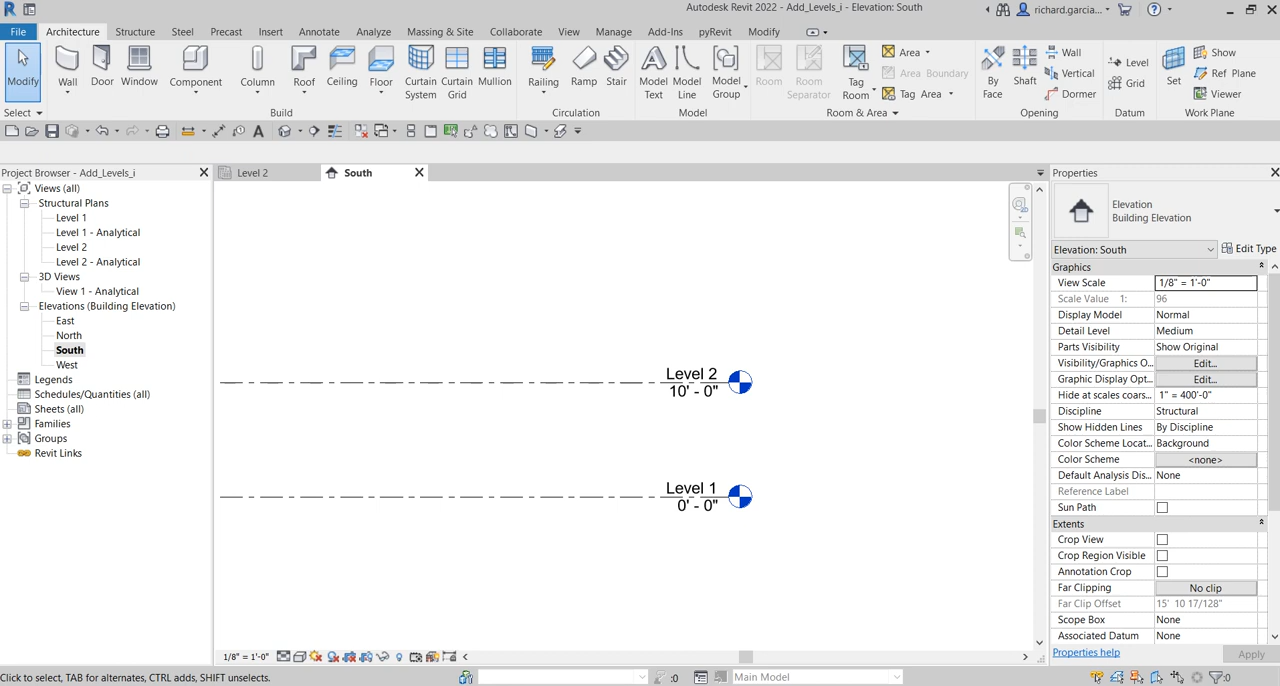 Autodesk Revit 2022 - Add_Levels_i - Elevation: South
richard.garcia...
File Architecture Structure Steel Precast Insert Annotate Analyze Massing & Site Collaborate View Manage Add-Ins pyRevit Modify
Modify Wall Door Window Component Column Roof Ceiling Floor Curtain System Curtain Grid Mullion Railing Ramp Stair Model Text Model Line Model Group Room Room Separator Tag Room
Area
Area Boundary
Tag Area
By Face Shaft
Wall
Vertical
Dormer
Level
Grid
Set
Show
Ref Plane
Viewer
Select Build Circulation Model Room & Area Opening Datum Work Plane
Project Browser - Add_Levels_i
Views (all)
Structural Plans
Level 1
Level 1 - Analytical
Level 2
Level 2 - Analytical
3D Views
View 1 - Analytical
Elevations (Building Elevation)
East
North
South
West
Legends
Schedules/Quantities (all)
Sheets (all)
Families
Groups
Revit Links
Level 2 South
Level 2
10' - 0"
Level 1
0' - 0"
1/8" = 1'-0"
Properties
Elevation
Building Elevation
Elevation: South Edit Type
Graphics
View Scale 1/8" = 1'-0"
Scale Value 1: 96
Display Model Normal
Detail Level Medium
Parts Visibility Show Original
Visibility/Graphics O... Edit...
Graphic Display Opt... Edit...
Hide at scales coars... 1" = 400'-0"
Discipline Structural
Show Hidden Lines By Discipline
Color Scheme Locat... Background
Color Scheme <none>
Default Analysis Dis... None
Reference Label
Sun Path
Extents
Crop View
Crop Region Visible
Annotation Crop
Far Clipping No clip
Far Clip Offset 15' 10 17/128"
Scope Box None
Associated Datum None
Properties help Apply
Click to select, TAB for alternates, CTRL adds, SHIFT unselects. :0 Main Model :0